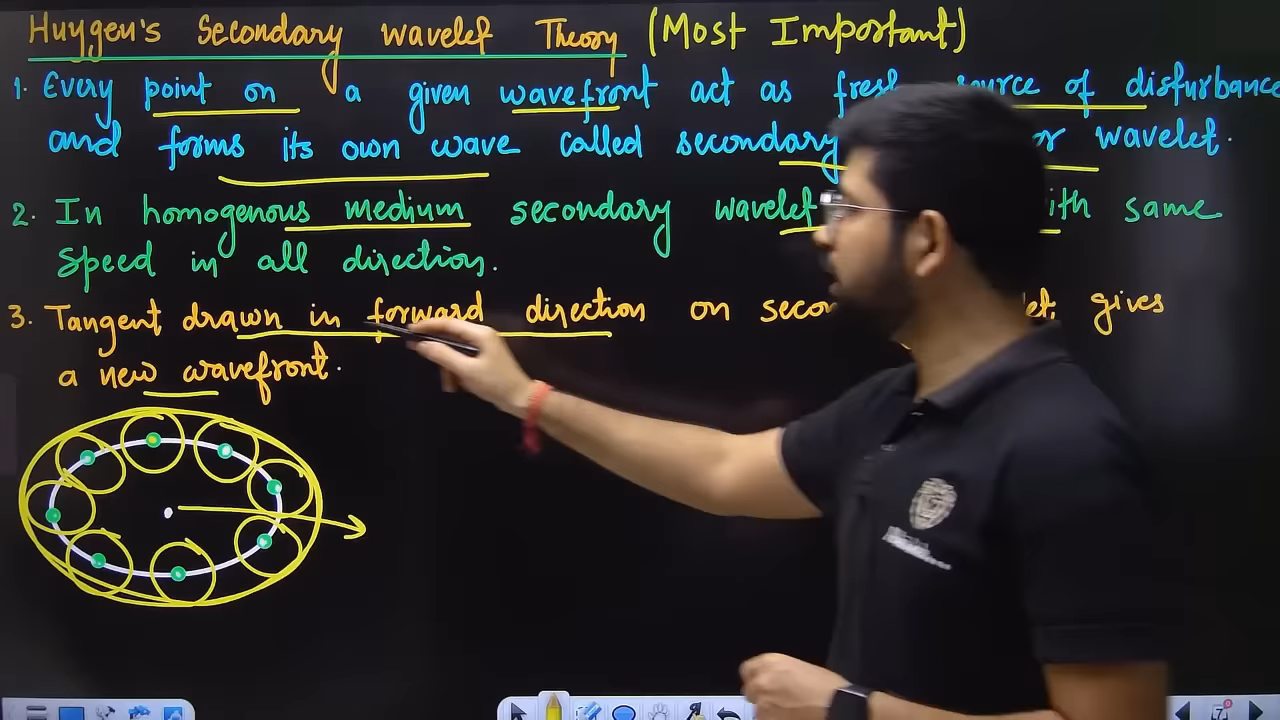 Huygen's Secondary Wavelet Theory (Most Important)
1. Every point on a given wavefront act as fresh source of disturbance
and forms its own wave called secondary or wavelet.
2. In homogenous medium secondary wavelet with same
speed in all direction.
3. Tangent drawn in forward direction on gives
a new wavefront.
7